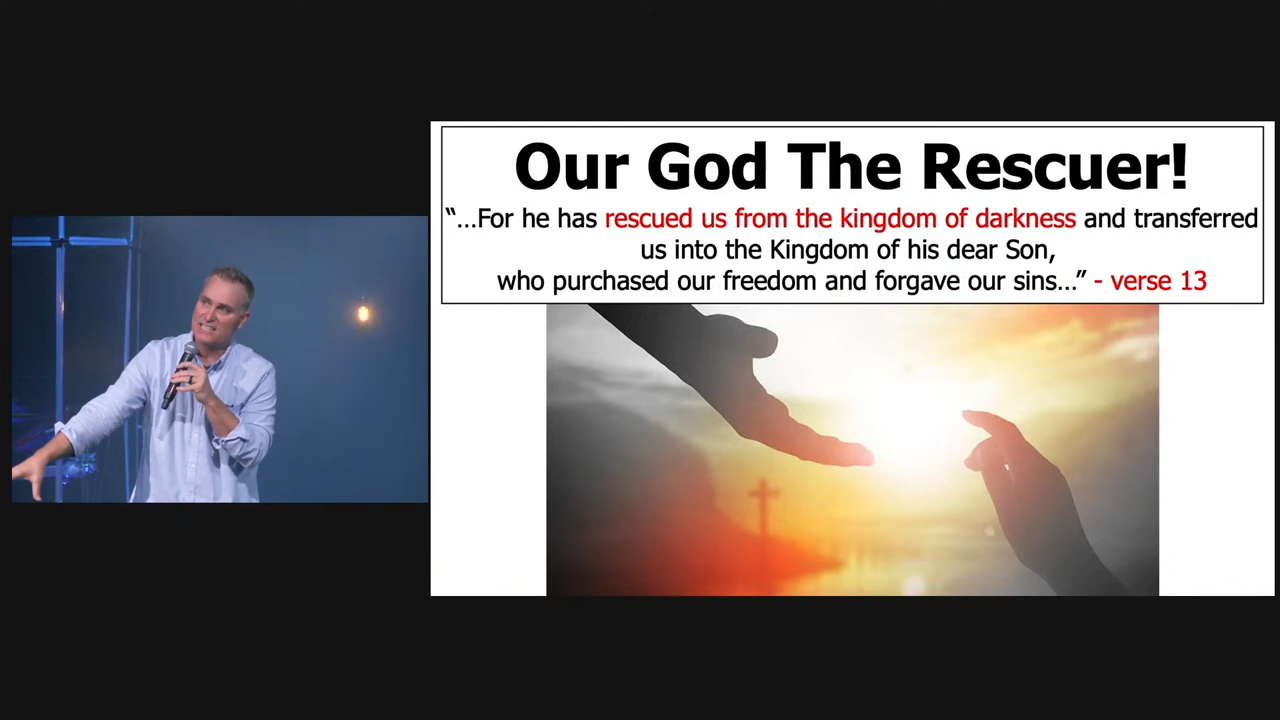 Our God The Rescuer!
“...For he has rescued us from the kingdom of darkness and transferred
us into the Kingdom of his dear Son,
who purchased our freedom and forgave our sins...” - verse 13